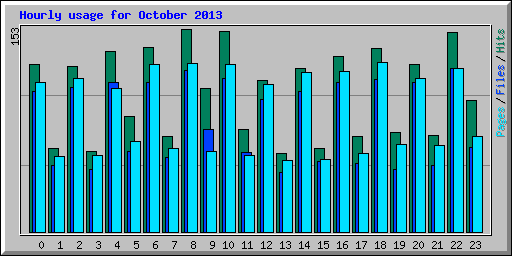 Hourly usage for October 2013
153
Pages/Files/Hits
0 1 2 3 4 5 6 7 8 9 10 11 12 13 14 15 16 17 18 19 20 21 22 23